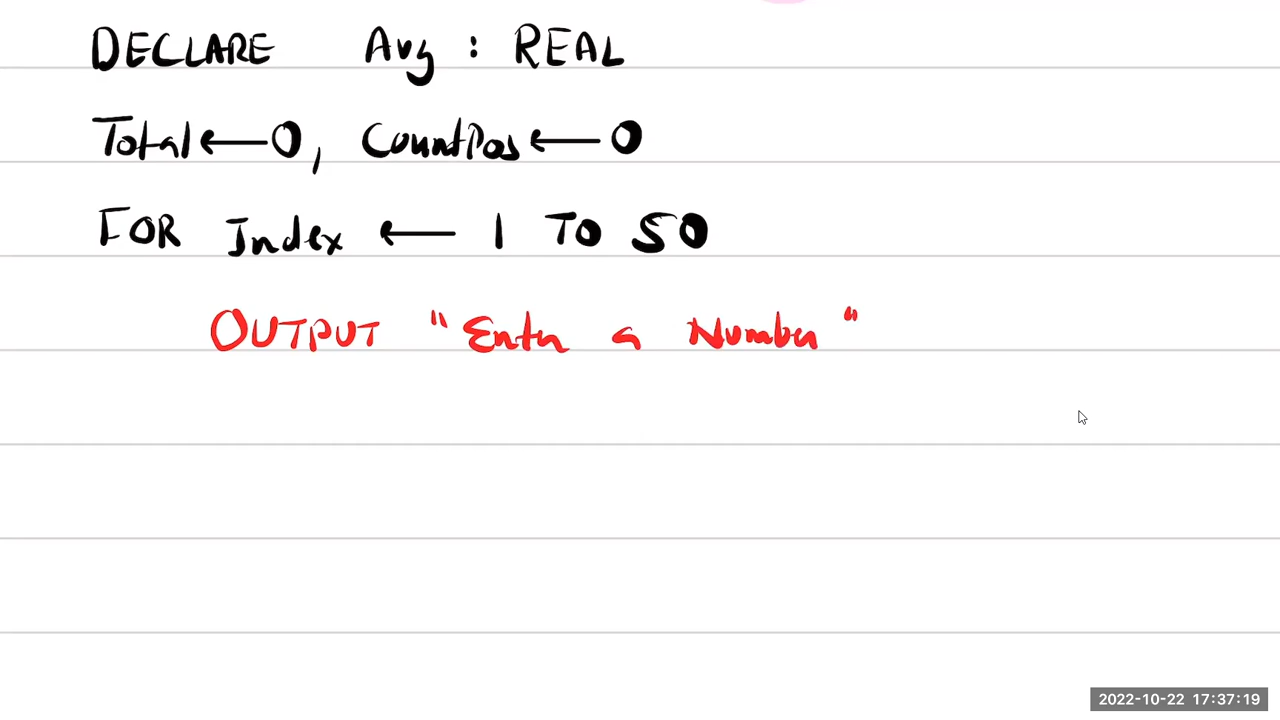 DECLARE Avg : REAL
Total ← 0, CountPos ← 0
FOR Index ← 1 TO 50
OUTPUT "Enter a Number"
2022-10-22 17:37:19